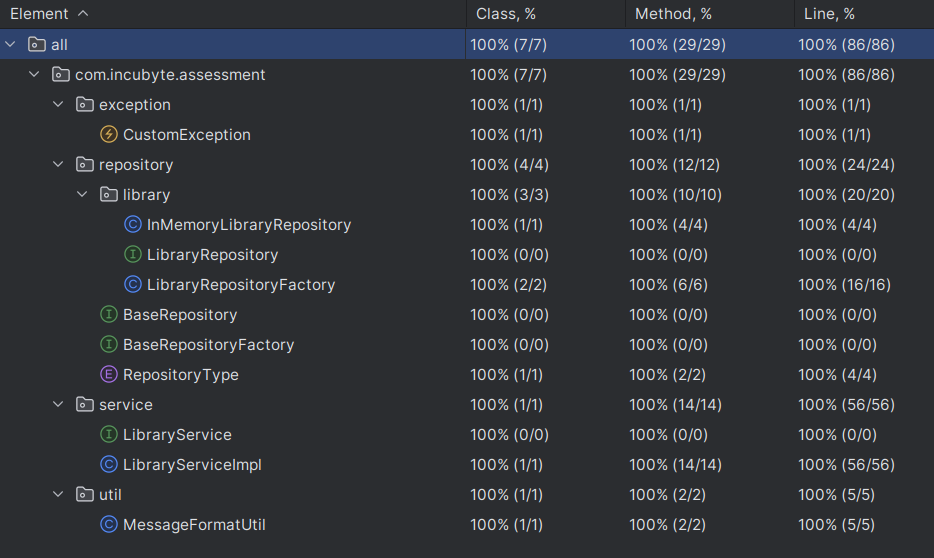 Element Class, % Method, % Line, %
all 100% (7/7) 100% (29/29) 100% (86/86)
com.incubyte.assessment 100% (7/7) 100% (29/29) 100% (86/86)
exception 100% (1/1) 100% (1/1) 100% (1/1)
CustomException 100% (1/1) 100% (1/1) 100% (1/1)
repository 100% (4/4) 100% (12/12) 100% (24/24)
library 100% (3/3) 100% (10/10) 100% (20/20)
C InMemoryLibraryRepository 100% (1/1) 100% (4/4) 100% (4/4)
I LibraryRepository 100% (0/0) 100% (0/0) 100% (0/0)
C LibraryRepositoryFactory 100% (2/2) 100% (6/6) 100% (16/16)
I BaseRepository 100% (0/0) 100% (0/0) 100% (0/0)
I BaseRepositoryFactory 100% (0/0) 100% (0/0) 100% (0/0)
E RepositoryType 100% (1/1) 100% (2/2) 100% (4/4)
service 100% (1/1) 100% (14/14) 100% (56/56)
I LibraryService 100% (0/0) 100% (0/0) 100% (0/0)
C LibraryServiceImpl 100% (1/1) 100% (14/14) 100% (56/56)
util 100% (1/1) 100% (2/2) 100% (5/5)
C MessageFormatUtil 100% (1/1) 100% (2/2) 100% (5/5)